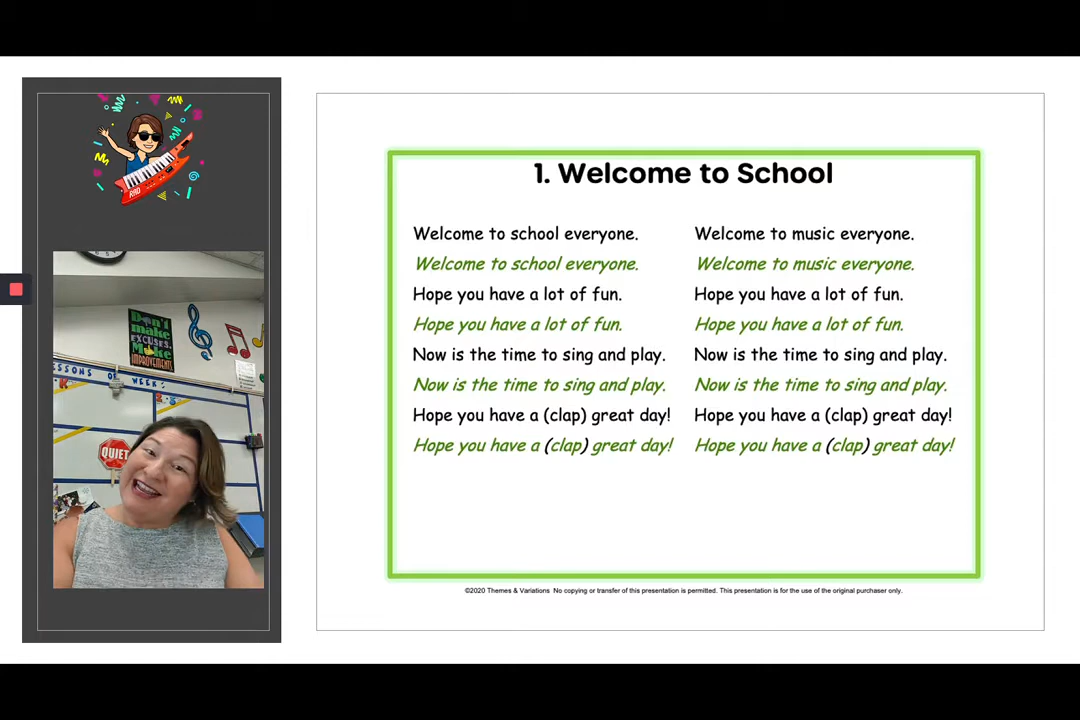 RAD
Don't
make
EXCUSES.
Make
IMPROVEMENTS
LESSONS OF WEEK:
QUIET
1. Welcome to School
Welcome to school everyone.
Welcome to school everyone.
Hope you have a lot of fun.
Hope you have a lot of fun.
Now is the time to sing and play.
Now is the time to sing and play.
Hope you have a (clap) great day!
Hope you have a (clap) great day!
Welcome to music everyone.
Welcome to music everyone.
Hope you have a lot of fun.
Hope you have a lot of fun.
Now is the time to sing and play.
Now is the time to sing and play.
Hope you have a (clap) great day!
Hope you have a (clap) great day!
©2020 Themes & Variations No copying or transfer of this presentation is permitted. This presentation is for the use of the original purchaser only.